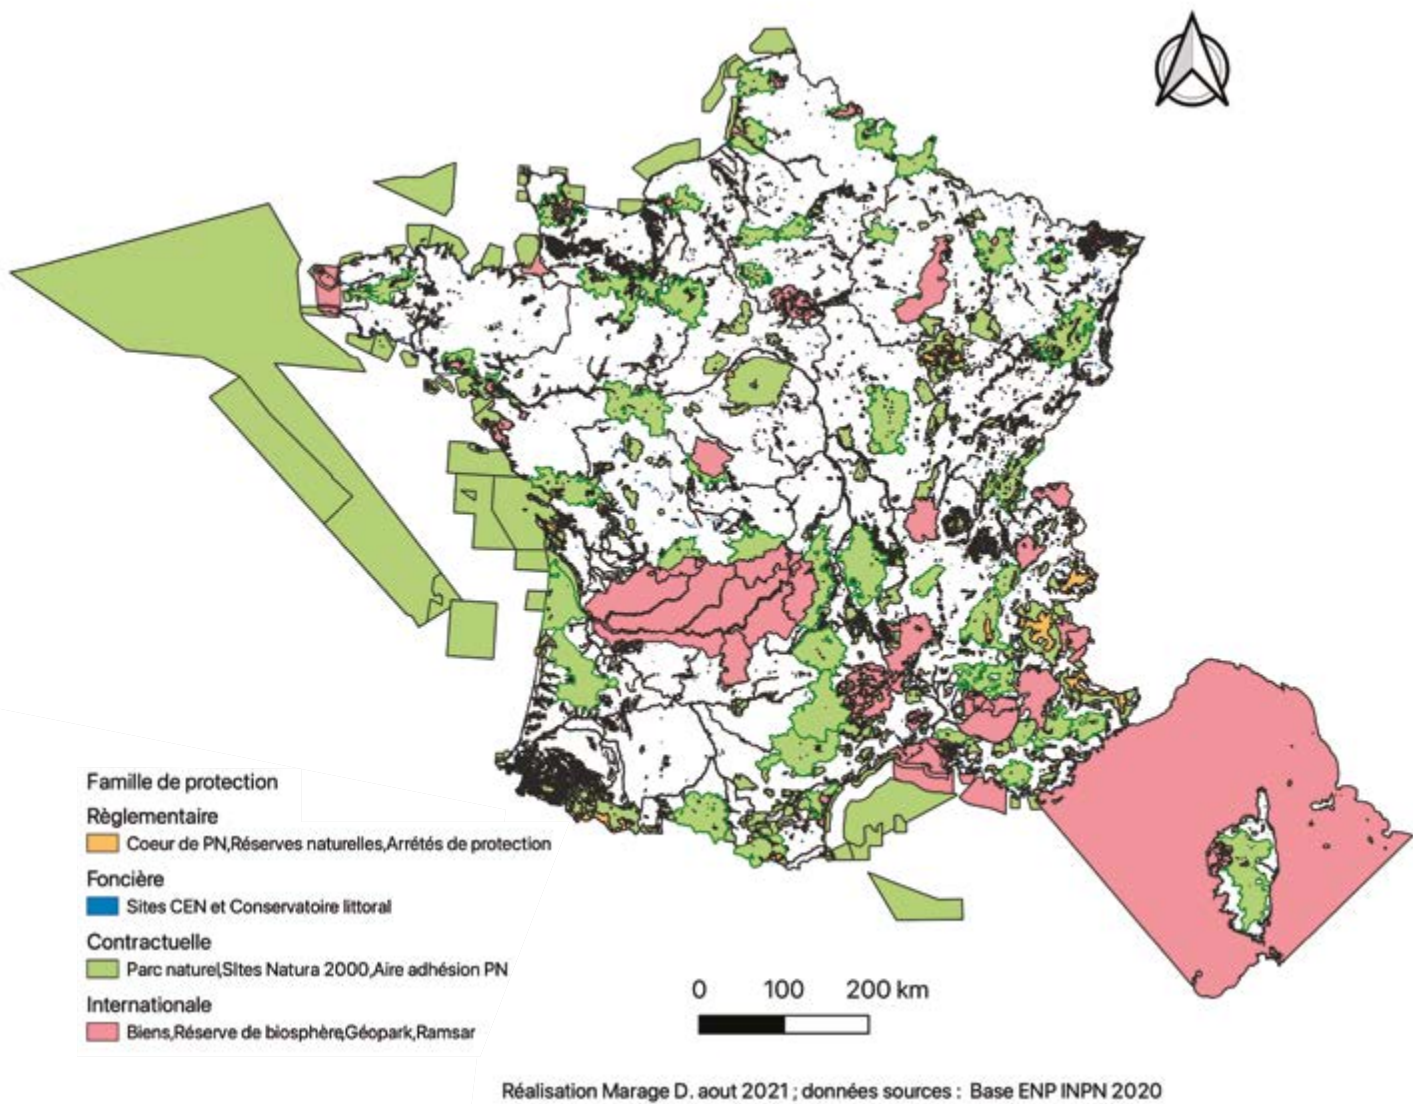 Famille de protection
Règlementaire
Coeur de PN,Réserves naturelles,Arrétés de protection
Foncière
Sites CEN et Conservatoire littoral
Contractuelle
Parc naturel,SItes Natura 2000,Aire adhésion PN
Internationale
Biens,Réserve de biosphère,Géopark,Ramsar
0 100 200 km
Réalisation Marage D. aout 2021 ; données sources : Base ENP INPN 2020